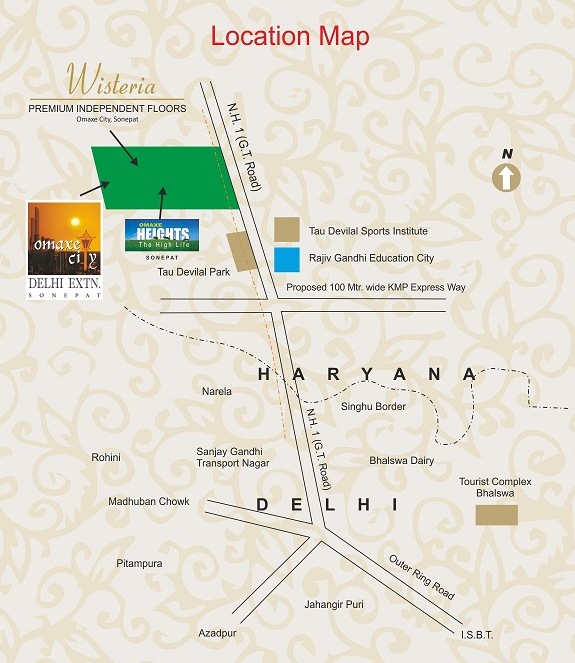 Location Map
Wisteria
PREMIUM INDEPENDENT FLOORS
Omaxe City, Sonepat
N.H. 1 (G.T. Road)
N
omaxe
city
DELHI EXTN.
SONEPAT
OMAXE
HEIGHTS
The High Life
SONEPAT
Tau Devilal Park
Tau Devilal Sports Institute
Rajiv Gandhi Education City
Proposed 100 Mtr. wide KMP Express Way
HARYANA
Narela
Singhu Border
N.H. 1 (G.T. Road)
Rohini
Sanjay Gandhi
Transport Nagar
Bhalswa Dairy
Tourist Complex
Bhalswa
Madhuban Chowk
DELHI
Pitampura
Outer Ring Road
Jahangir Puri
Azadpur
I.S.B.T.